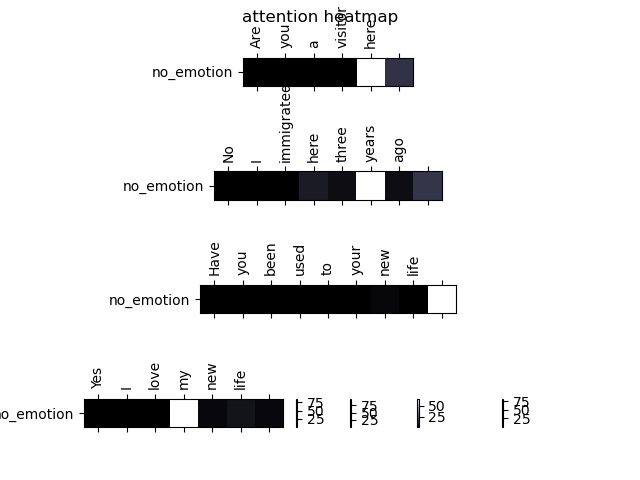 attention heatmap
Are you a visitor here
no_emotion
No I immigratee here three years ago
no_emotion
Have you been used to your new life
no_emotion
Yes I love my new life
no_emotion
75 50 25
75 50 25
50 25
75 50 25